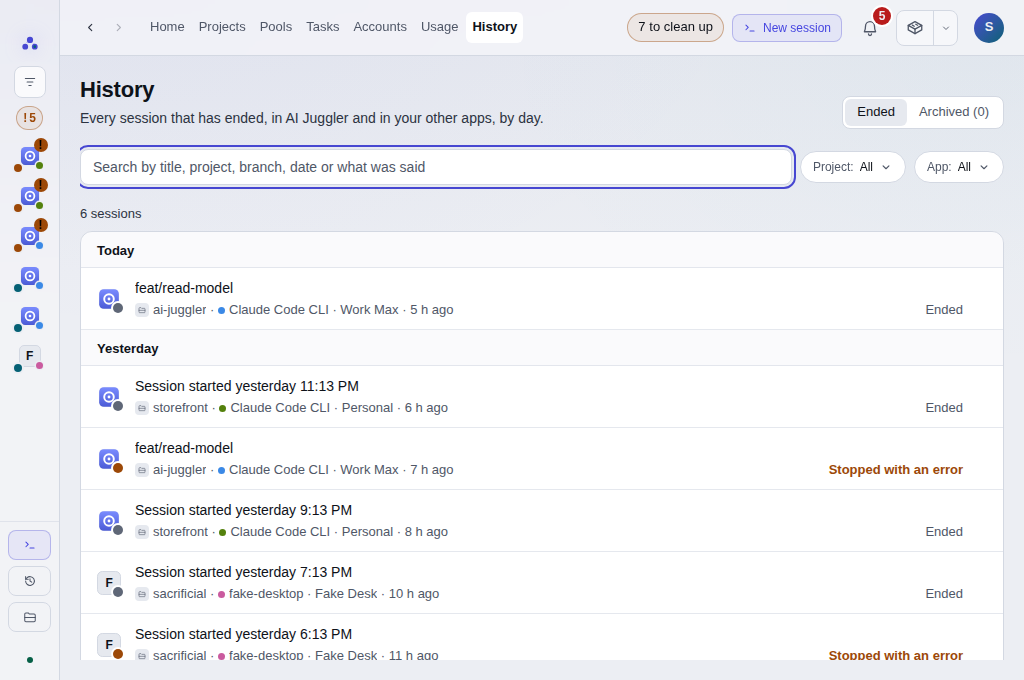 Home Projects Pools Tasks Accounts Usage History
7 to clean up
New session
5
S
! 5
!
!
!
F
History
Every session that has ended, in AI Juggler and in your other apps, by day.
Ended Archived (0)
Search by title, project, branch, date or what was said
Project: All
App: All
6 sessions
Today
feat/read-model
ai-juggler · Claude Code CLI · Work Max · 5 h ago
Ended
Yesterday
Session started yesterday 11:13 PM
storefront · Claude Code CLI · Personal · 6 h ago
Ended
feat/read-model
ai-juggler · Claude Code CLI · Work Max · 7 h ago
Stopped with an error
Session started yesterday 9:13 PM
storefront · Claude Code CLI · Personal · 8 h ago
Ended
F
Session started yesterday 7:13 PM
sacrificial · fake-desktop · Fake Desk · 10 h ago
Ended
F
Session started yesterday 6:13 PM
sacrificial · fake-desktop · Fake Desk · 11 h ago
Stopped with an error